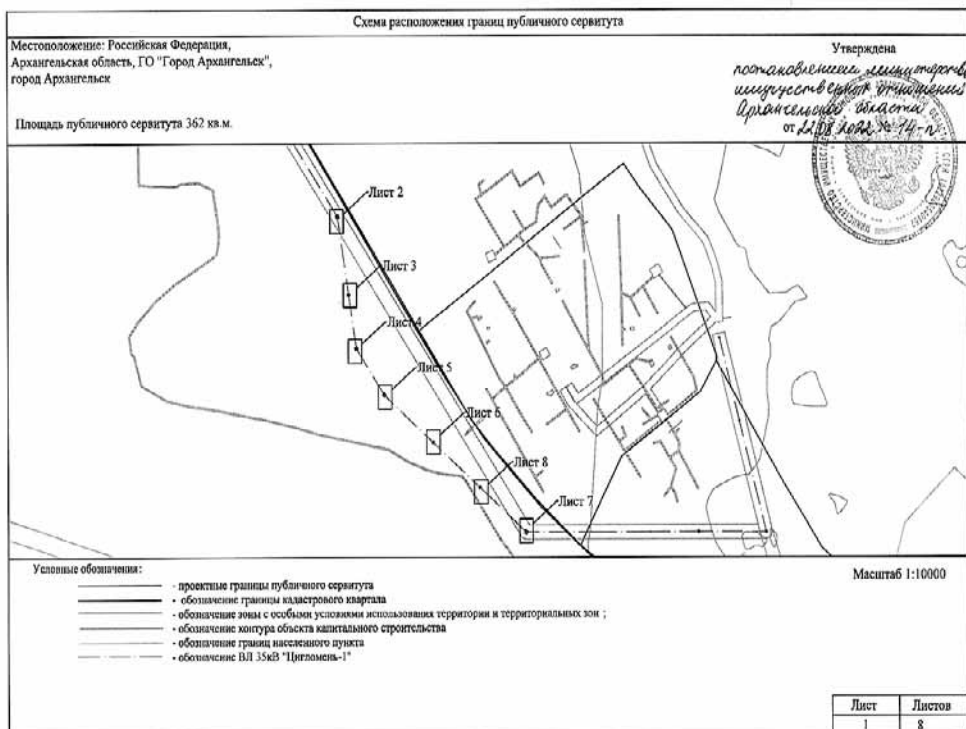 Схема расположения границ публичного сервитута
Местоположение: Российская Федерация,
Архангельская область, ГО "Город Архангельск",
город Архангельск
Площадь публичного сервитута 362 кв.м.
Утверждена
постановлением министерства
имущественных отношений
Архангельской области
от 22.08.2022 № 14-п
Лист 2
Лист 3
Лист 4
Лист 5
Лист 6
Лист 8
Лист 7
Условные обозначения:
- проектные границы публичного сервитута
- обозначение границы кадастрового квартала
- обозначение зоны с особыми условиями использования территории и территориальных зон ;
- обозначение контура объекта капитального строительства
- обозначение границ населенного пункта
- обозначение ВЛ 35кВ "Цигломень-1"
Масштаб 1:10000
Лист Листов
1 8